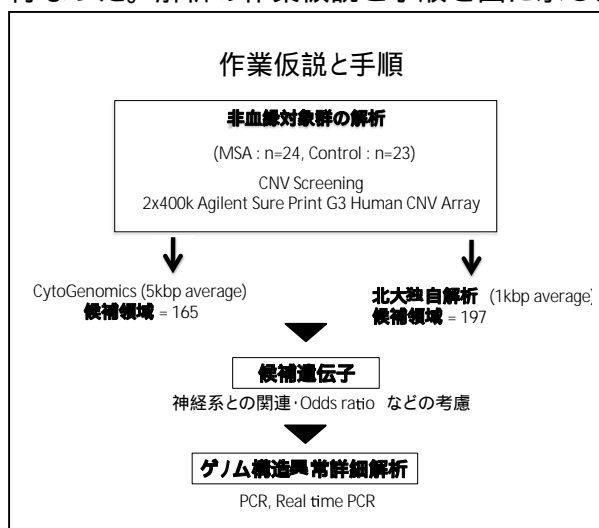 作業仮説と手順
非血縁対象群の解析
(MSA : n=24, Control : n=23)
CNV Screening
2x400k Agilent Sure Print G3 Human CNV Array
CytoGenomics (5kbp average)
候補領域 = 165
北大独自解析 (1kbp average)
候補領域 = 197
候補遺伝子
神経系との関連・Odds ratio などの考慮
ゲノム構造異常詳細解析
PCR, Real time PCR